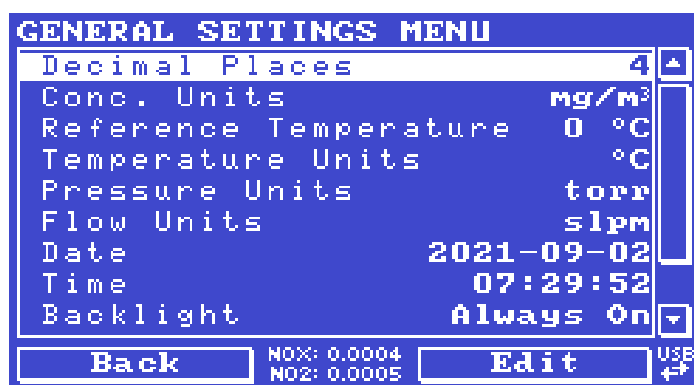 GENERAL SETTINGS MENU
Decimal Places 4
Conc. Units mg/m³
Reference Temperature 0 °C
Temperature Units °C
Pressure Units torr
Flow Units slpm
Date 2021-09-02
Time 07:29:52
Backlight Always On
Back NOX: 0.0004 Edit USB
NO2: 0.0005